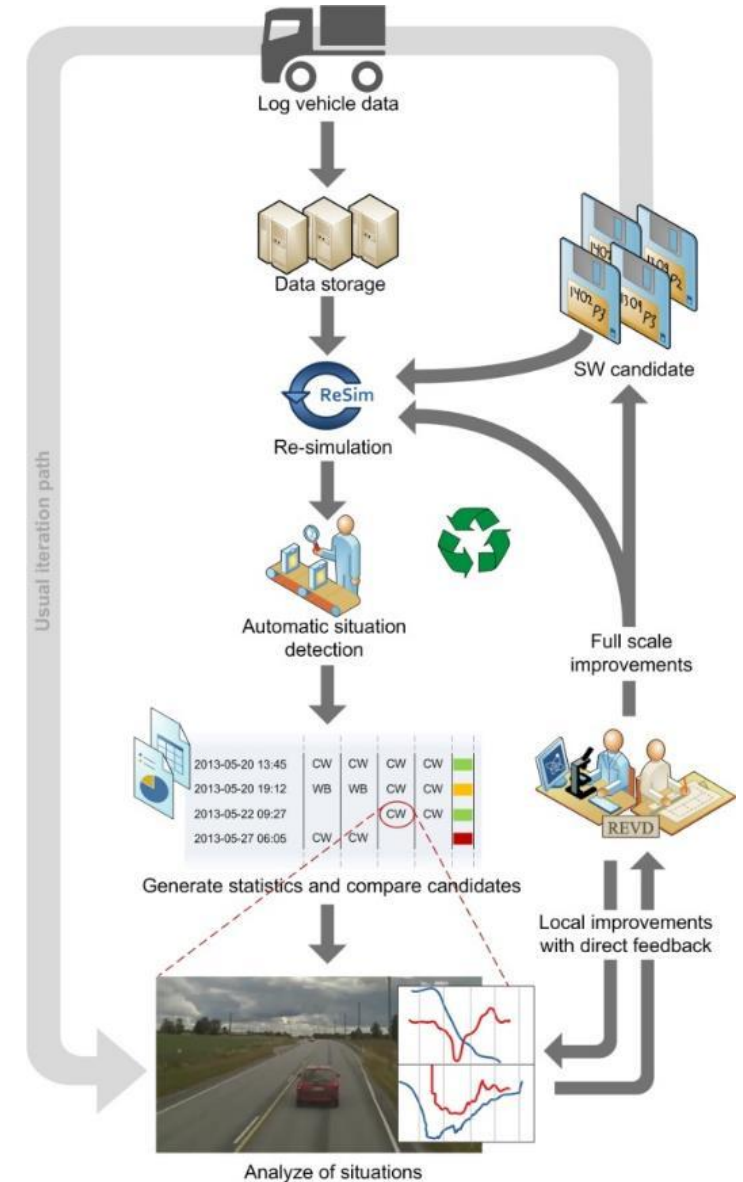 Log vehicle data
Data storage
1402 P3
1309 P3
SW candidate
ReSim
Re-simulation
Usual iteration path
Automatic situation
detection
Full scale
improvements
2013-05-20 13:45 CW CW CW CW
2013-05-20 19:12 WB WB CW CW
2013-05-22 09:27 CW CW
2013-05-27 06:05 CW CW
REVD
Generate statistics and compare candidates
Local improvements
with direct feedback
Analyze of situations